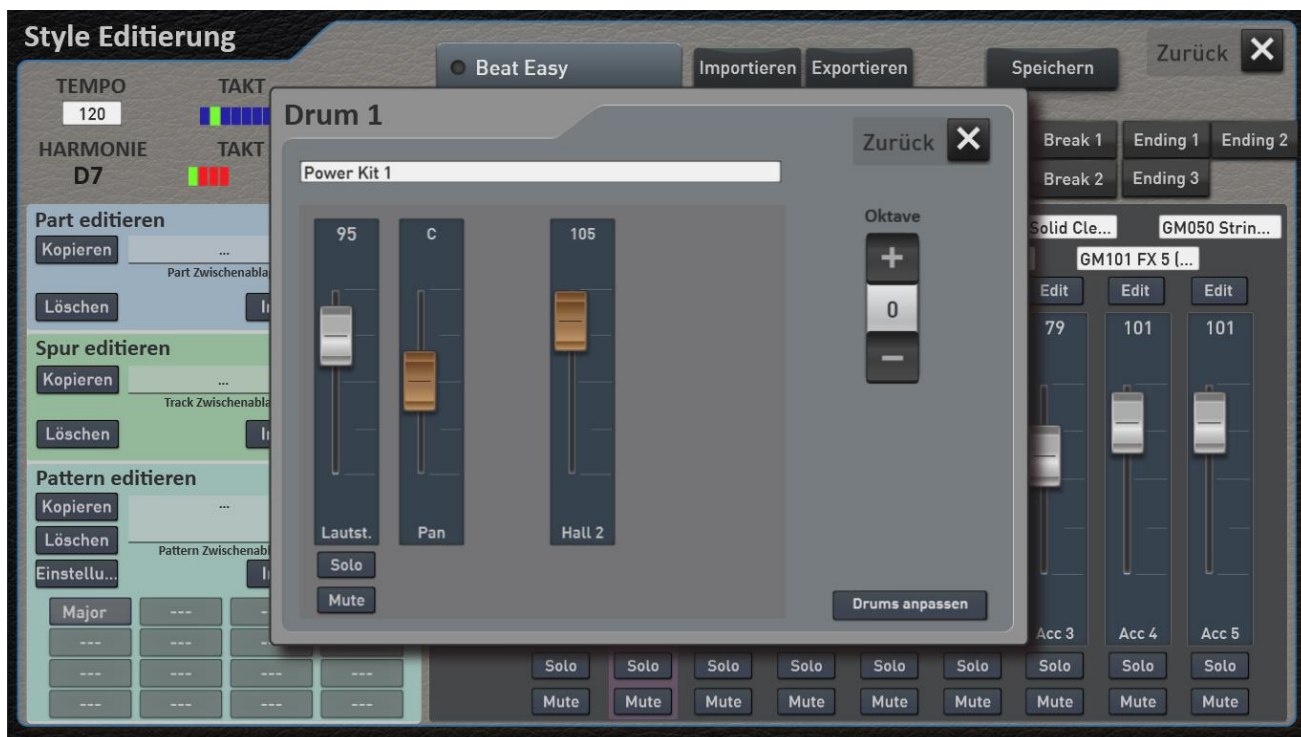 Style Editierung
Beat Easy
Importieren
Exportieren
Speichern
Zurück
TEMPO
TAKT
120
HARMONIE
TAKT
D7
Break 1
Ending 1
Ending 2
Break 2
Ending 3
Part editieren
Kopieren
...
Part Zwischenabla
Löschen
Spur editieren
Kopieren
...
Track Zwischenabla
Löschen
Pattern editieren
Kopieren
...
Löschen
Pattern Zwischenabl
Einstellu...
Major
---
---
---
---
---
---
---
---
---
---
---
Drum 1
Zurück
Power Kit 1
95
C
105
Lautst.
Pan
Hall 2
Solo
Mute
Oktave
+
0
−
Drums anpassen
Solid Cle...
GM050 Strin...
GM101 FX 5 (...
Edit
Edit
Edit
79
101
101
Acc 3
Acc 4
Acc 5
Solo
Solo
Solo
Solo
Solo
Solo
Solo
Solo
Solo
Mute
Mute
Mute
Mute
Mute
Mute
Mute
Mute
Mute